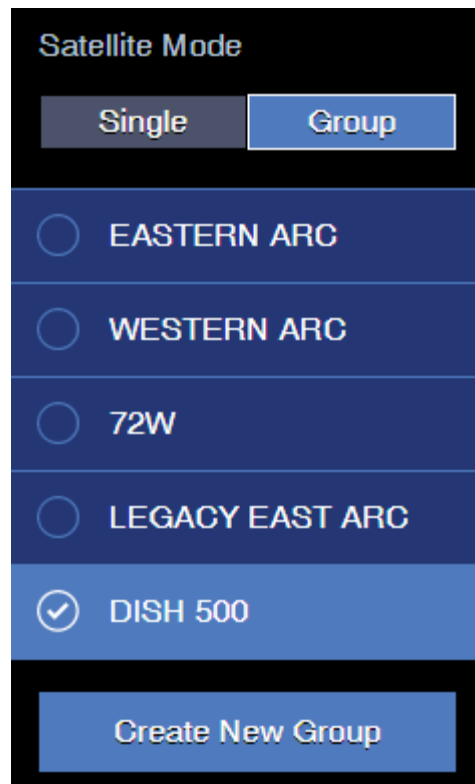 Satellite Mode
Single Group
EASTERN ARC
WESTERN ARC
72W
LEGACY EAST ARC
DISH 500
Create New Group